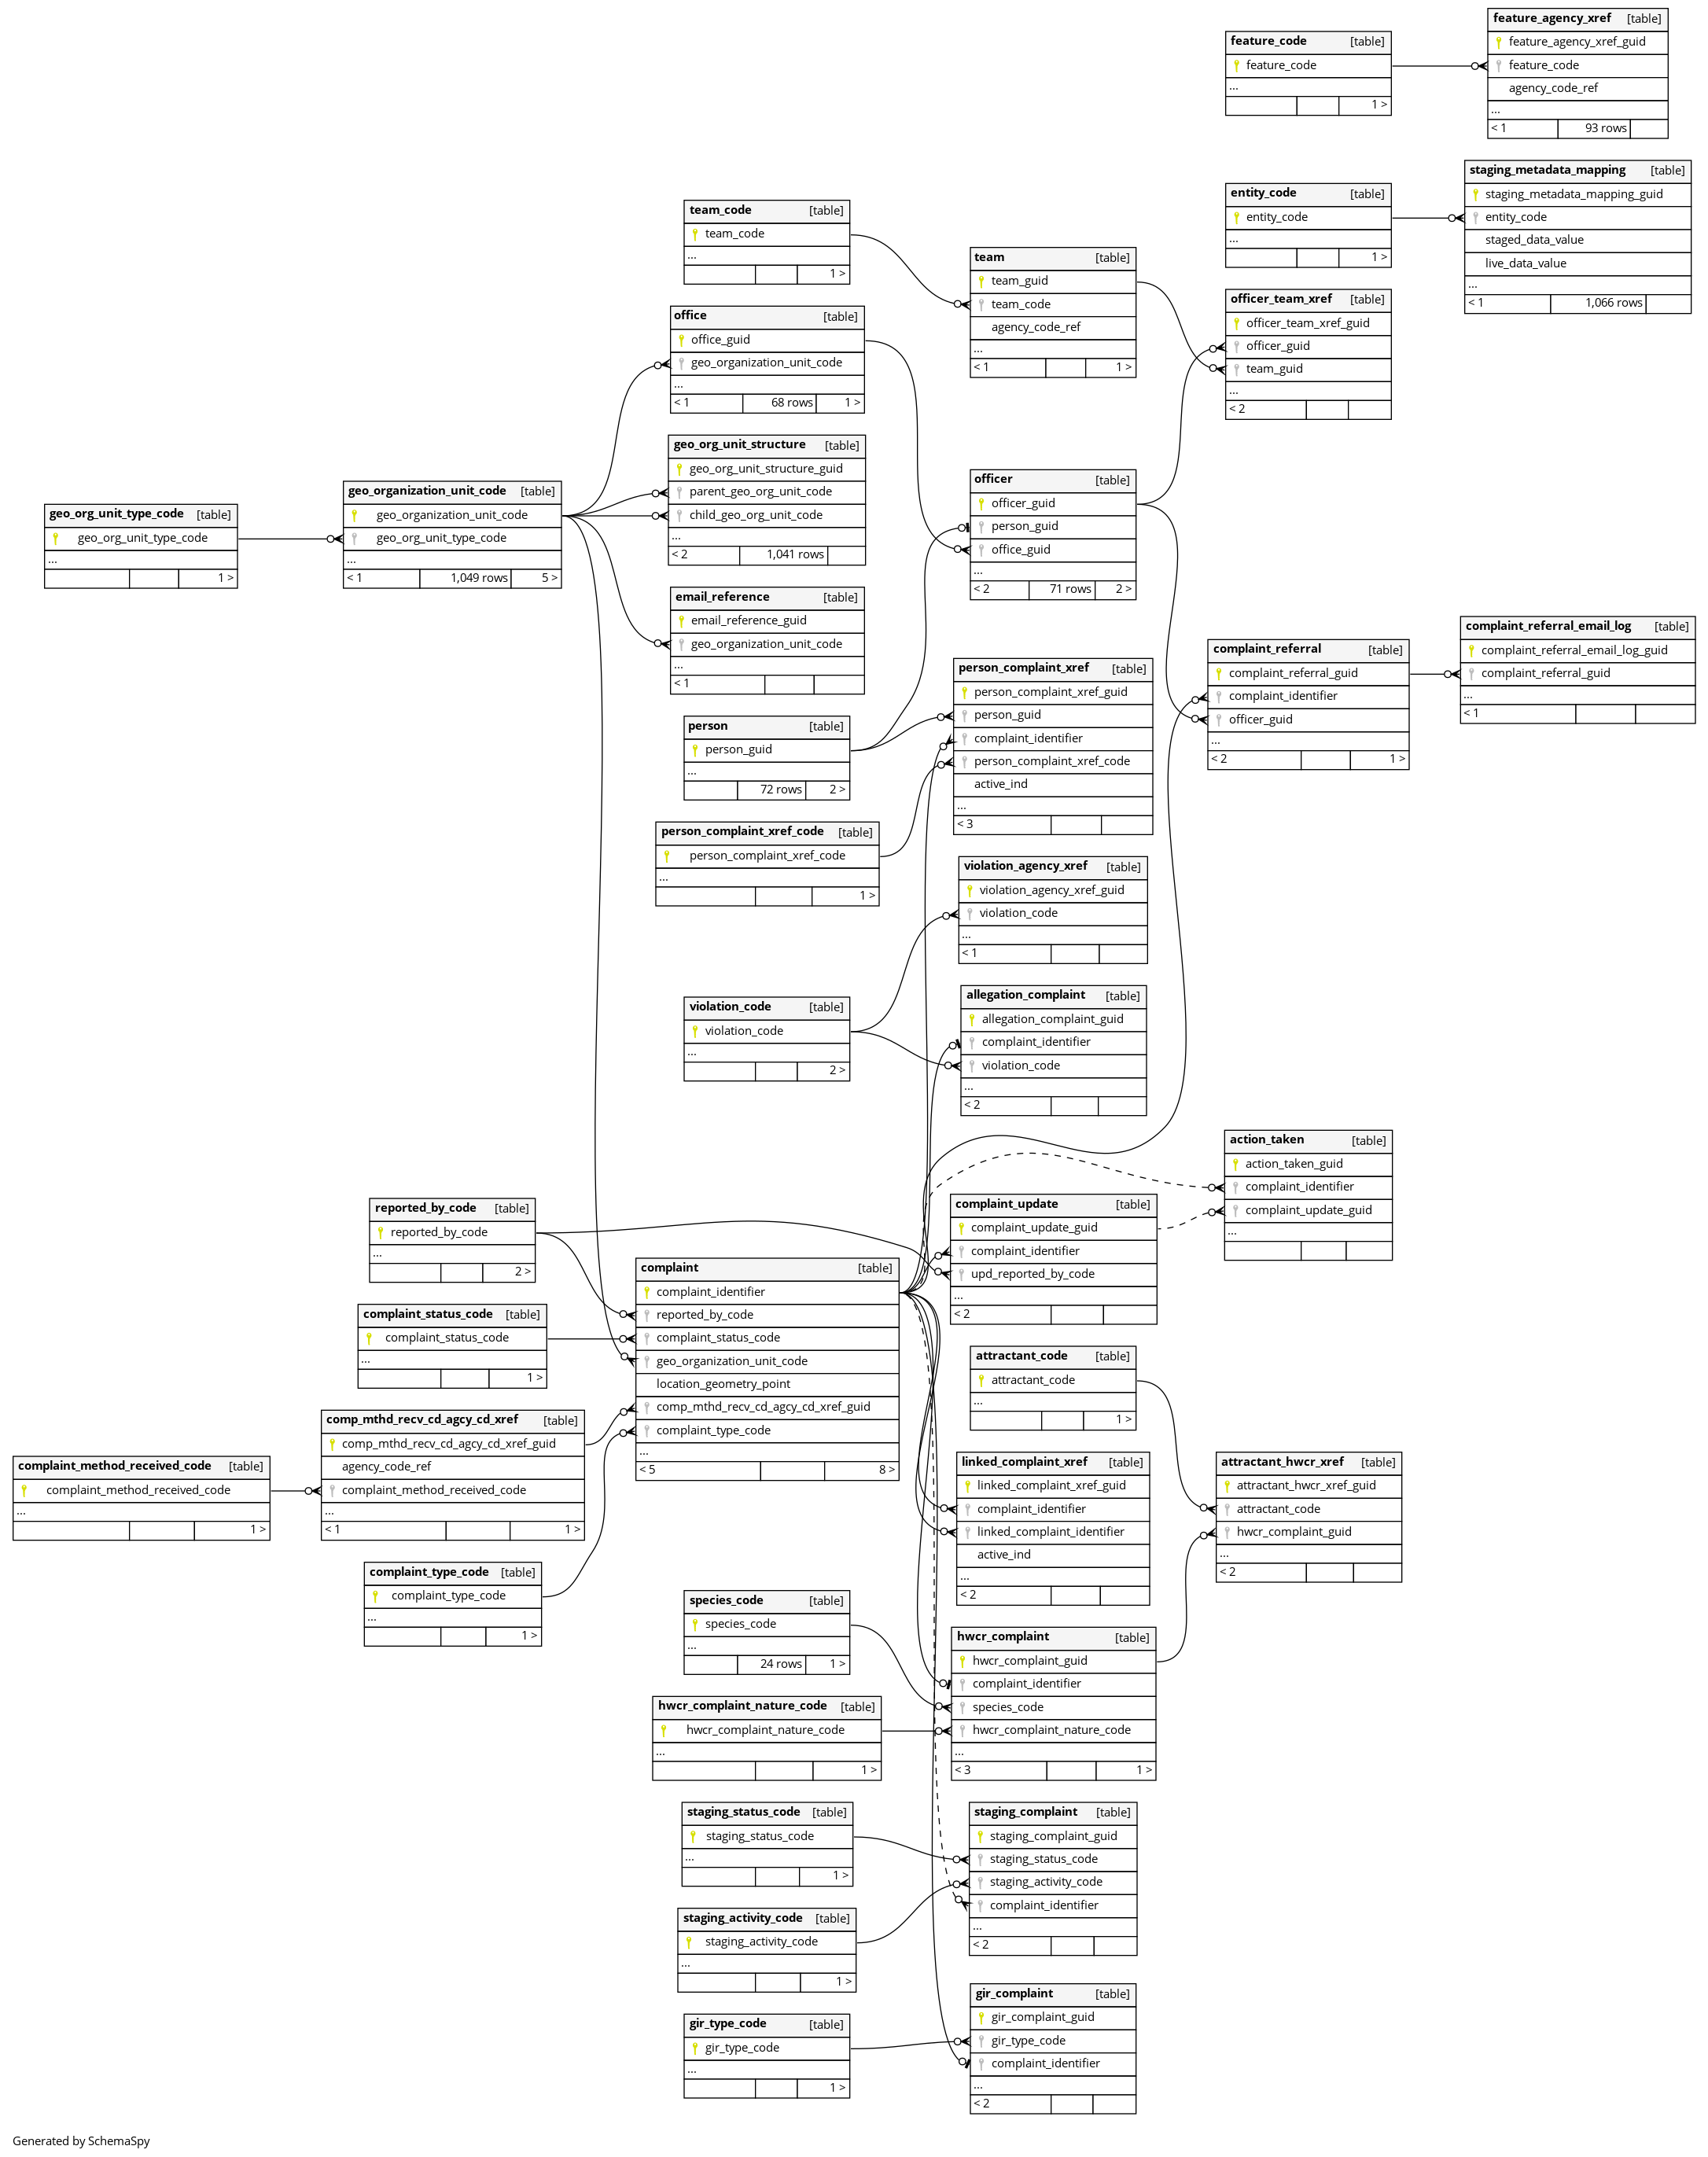 feature_agency_xref [table]
feature_agency_xref_guid
feature_code
agency_code_ref
...
< 1 93 rows
feature_code [table]
feature_code
...
1 >
staging_metadata_mapping [table]
staging_metadata_mapping_guid
entity_code
staged_data_value
live_data_value
...
< 1 1,066 rows
entity_code [table]
entity_code
...
1 >
team_code [table]
team_code
...
1 >
team [table]
team_guid
team_code
agency_code_ref
...
< 1 1 >
officer_team_xref [table]
officer_team_xref_guid
officer_guid
team_guid
...
< 2
office [table]
office_guid
geo_organization_unit_code
...
< 1 68 rows 1 >
geo_org_unit_structure [table]
geo_org_unit_structure_guid
parent_geo_org_unit_code
child_geo_org_unit_code
...
< 2 1,041 rows
officer [table]
officer_guid
person_guid
office_guid
...
< 2 71 rows 2 >
geo_organization_unit_code [table]
geo_organization_unit_code
geo_org_unit_type_code
...
< 1 1,049 rows 5 >
geo_org_unit_type_code [table]
geo_org_unit_type_code
...
1 >
email_reference [table]
email_reference_guid
geo_organization_unit_code
...
< 1
complaint_referral_email_log [table]
complaint_referral_email_log_guid
complaint_referral_guid
...
< 1
complaint_referral [table]
complaint_referral_guid
complaint_identifier
officer_guid
...
< 2 1 >
person_complaint_xref [table]
person_complaint_xref_guid
person_guid
complaint_identifier
person_complaint_xref_code
active_ind
...
< 3
person [table]
person_guid
...
72 rows 2 >
person_complaint_xref_code [table]
person_complaint_xref_code
...
1 >
violation_agency_xref [table]
violation_agency_xref_guid
violation_code
...
< 1
allegation_complaint [table]
allegation_complaint_guid
complaint_identifier
violation_code
...
< 2
violation_code [table]
violation_code
...
2 >
action_taken [table]
action_taken_guid
complaint_identifier
complaint_update_guid
...
complaint_update [table]
complaint_update_guid
complaint_identifier
upd_reported_by_code
...
< 2
reported_by_code [table]
reported_by_code
...
2 >
complaint [table]
complaint_identifier
reported_by_code
complaint_status_code
geo_organization_unit_code
location_geometry_point
comp_mthd_recv_cd_agcy_cd_xref_guid
complaint_type_code
...
< 5 8 >
complaint_status_code [table]
complaint_status_code
...
1 >
attractant_code [table]
attractant_code
...
1 >
comp_mthd_recv_cd_agcy_cd_xref [table]
comp_mthd_recv_cd_agcy_cd_xref_guid
agency_code_ref
complaint_method_received_code
...
< 1 1 >
complaint_method_received_code [table]
complaint_method_received_code
...
1 >
linked_complaint_xref [table]
linked_complaint_xref_guid
complaint_identifier
linked_complaint_identifier
active_ind
...
< 2
attractant_hwcr_xref [table]
attractant_hwcr_xref_guid
attractant_code
hwcr_complaint_guid
...
< 2
complaint_type_code [table]
complaint_type_code
...
1 >
species_code [table]
species_code
...
24 rows 1 >
hwcr_complaint [table]
hwcr_complaint_guid
complaint_identifier
species_code
hwcr_complaint_nature_code
...
< 3 1 >
hwcr_complaint_nature_code [table]
hwcr_complaint_nature_code
...
1 >
staging_status_code [table]
staging_status_code
...
1 >
staging_complaint [table]
staging_complaint_guid
staging_status_code
staging_activity_code
complaint_identifier
...
< 2
staging_activity_code [table]
staging_activity_code
...
1 >
gir_complaint [table]
gir_complaint_guid
gir_type_code
complaint_identifier
...
< 2
gir_type_code [table]
gir_type_code
...
1 >
Generated by SchemaSpy